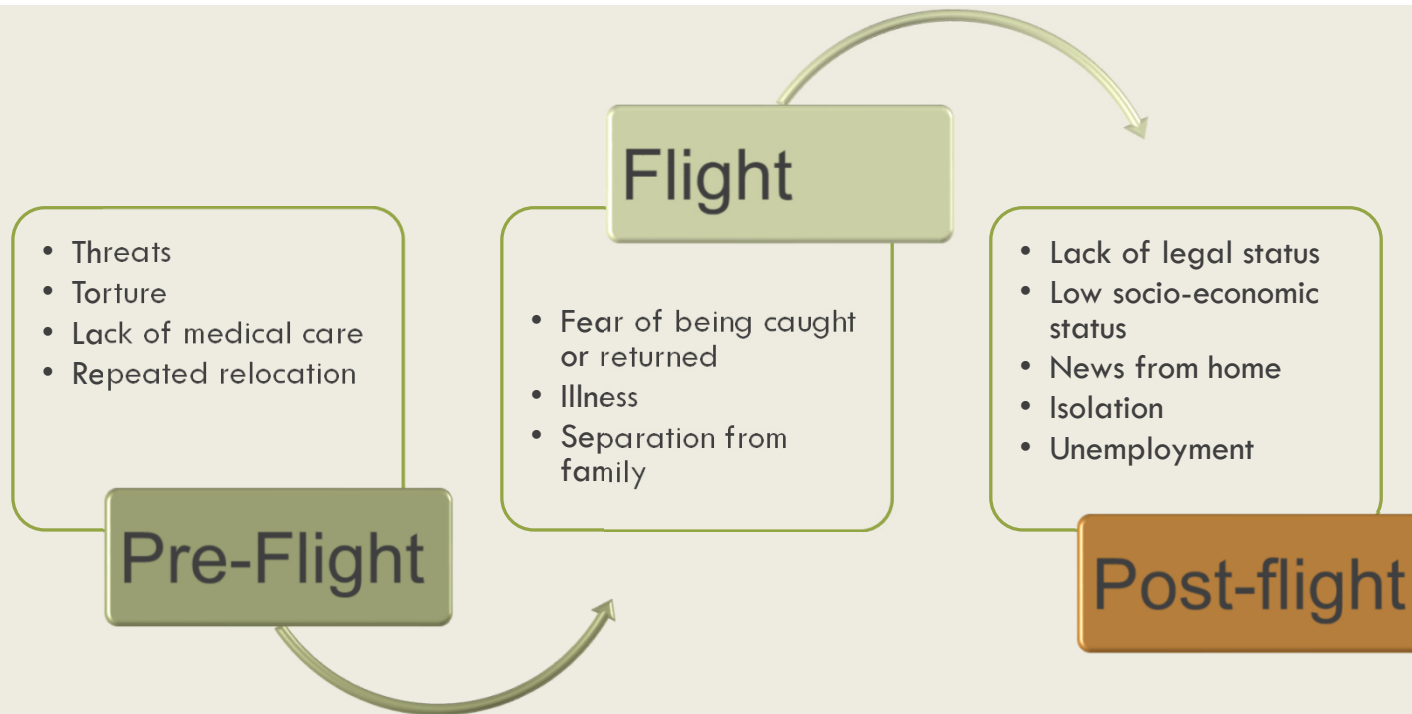 • Threats
• Torture
• Lack of medical care
• Repeated relocation
Pre-Flight
Flight
• Fear of being caught
or returned
• Illness
• Separation from
family
• Lack of legal status
• Low socio-economic
status
• News from home
• Isolation
• Unemployment
Post-flight